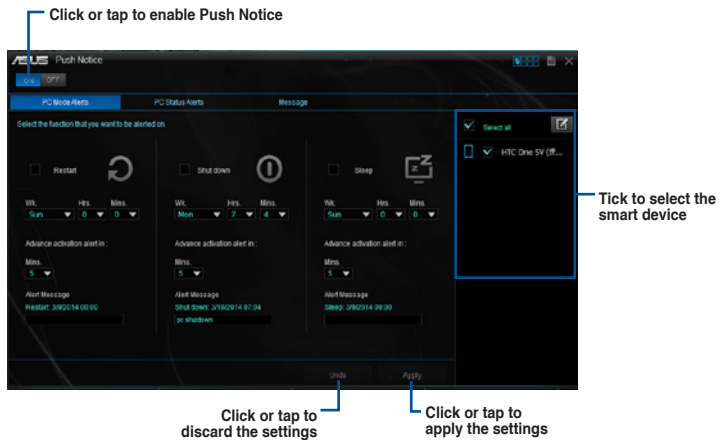 Click or tap to enable Push Notice
ASUS Push Notice
ON OFF
PC Mode Alerts PC Status Alerts Message
Select the function that you want to be alerted on.
Select all
HTC One SV (ff...
Restart Shut down Sleep
Wk. Hrs. Mins. Wk. Hrs. Mins. Wk. Hrs. Mins.
Sun 0 0 Mon 7 4 Sun 0 0
Tick to select the
smart device
Advance activation alert in : Advance activation alert in : Advance activation alert in :
Mins. Mins. Mins.
5 5 5
Alert Message Alert Message Alert Message
Restart: 3/9/2014 00:00 Shut down: 3/10/2014 07:04 Sleep: 3/9/2014 00:00
pc shutdown
Undo Apply
Click or tap to
discard the settings
Click or tap to
apply the settings